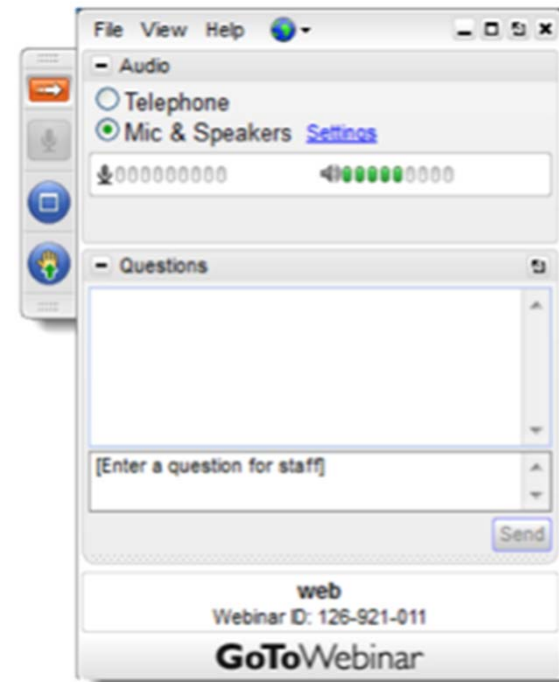 File View Help
Audio
Telephone
Mic & Speakers Settings
Questions
[Enter a question for staff]
Send
web
Webinar ID: 126-921-011
GoToWebinar